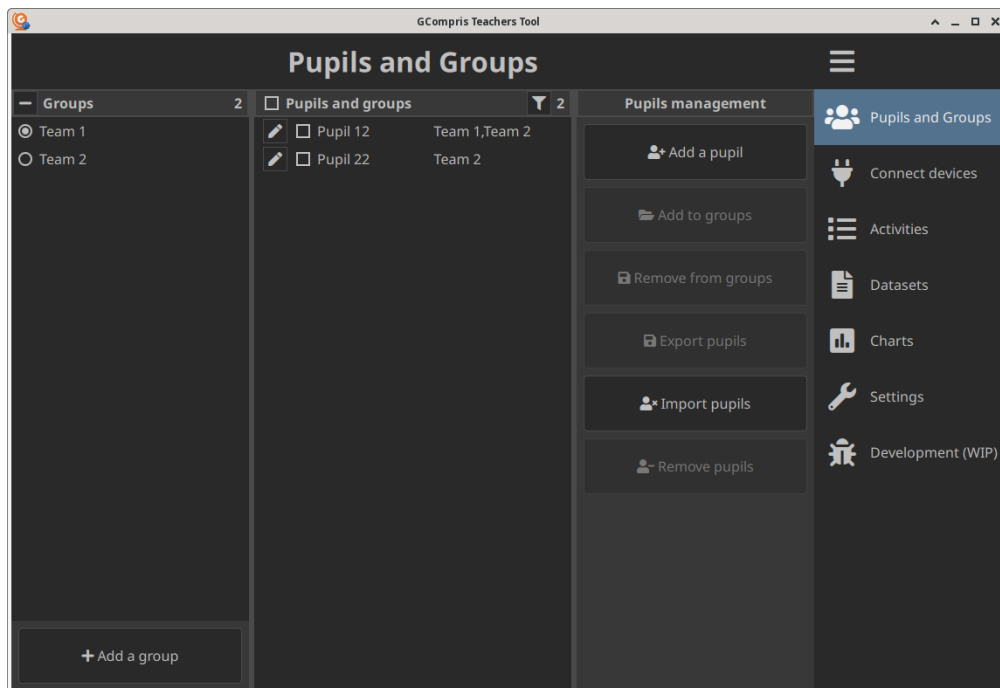 GCompris Teachers Tool
Pupils and Groups
Groups 2
Team 1
Team 2
Add a group
Pupils and groups 2
Pupil 12 Team 1,Team 2
Pupil 22 Team 2
Pupils management
Add a pupil
Add to groups
Remove from groups
Export pupils
Import pupils
Remove pupils
Pupils and Groups
Connect devices
Activities
Datasets
Charts
Settings
Development (WIP)